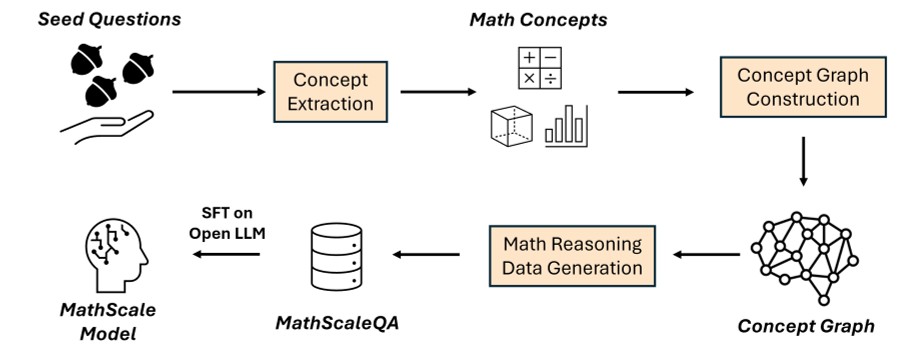 Seed Questions
Concept
Extraction
Math Concepts
Concept Graph
Construction
Concept Graph
Math Reasoning
Data Generation
MathScaleQA
SFT on
Open LLM
MathScale
Model